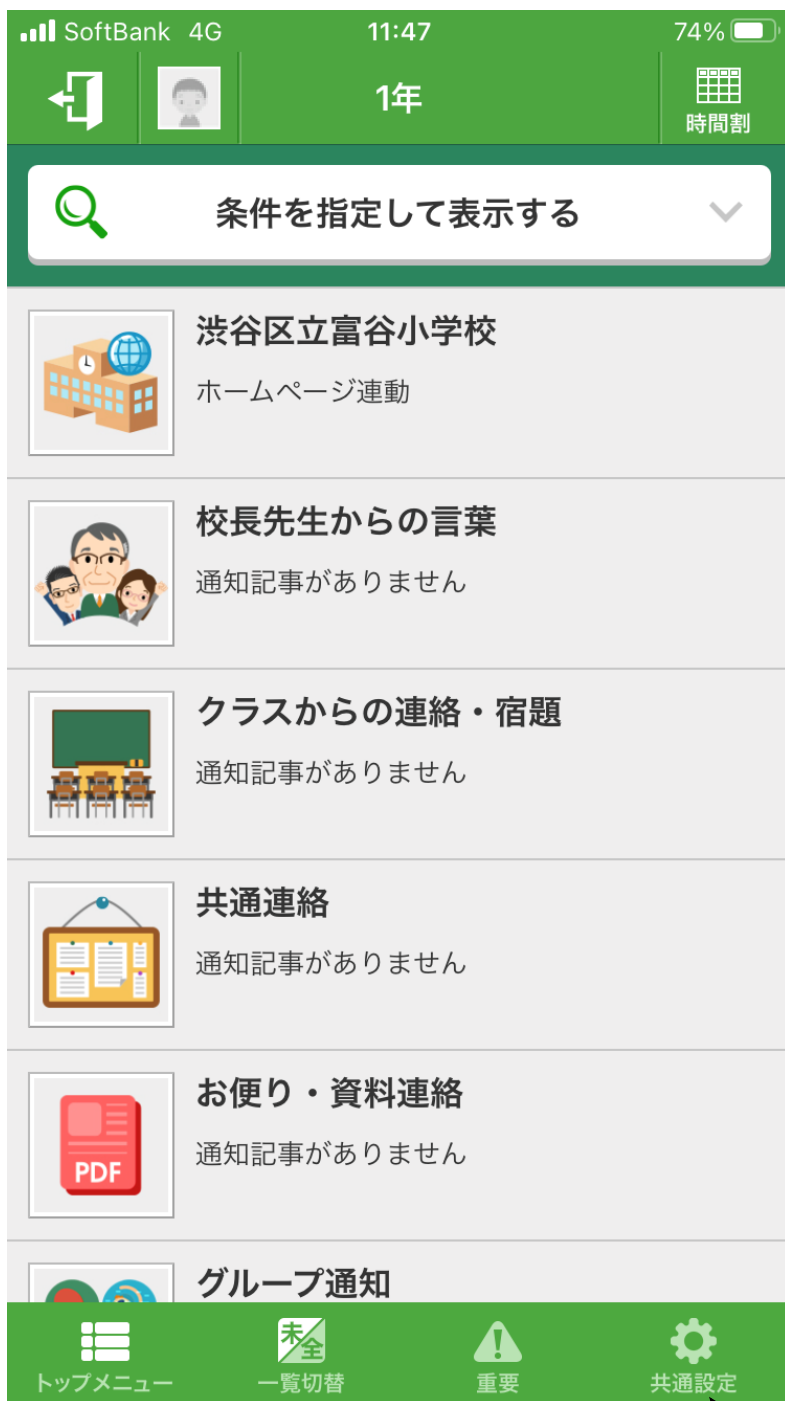 SoftBank 4G 11:47 74%
1年
時間割
条件を指定して表示する
渋谷区立富谷小学校
ホームページ連動
校長先生からの言葉
通知記事がありません
クラスからの連絡・宿題
通知記事がありません
共通連絡
通知記事がありません
お便り・資料連絡
PDF
通知記事がありません
グループ通知
未全
トップメニュー 一覧切替 重要 共通設定